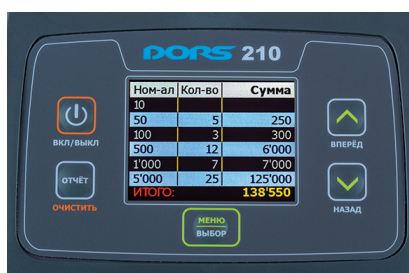 DORS 210
Ном-ал Кол-во Сумма
10
50 5 250
100 3 300
500 12 6'000
1'000 7 7'000
5'000 25 125'000
ИТОГО: 138'550
ВКЛ/ВЫКЛ
ОТЧЁТ
ОЧИСТИТЬ
МЕНЮ
ВЫБОР
ВПЕРЁД
НАЗАД